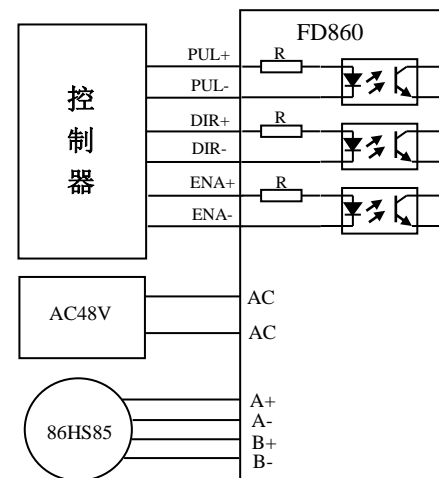 FD860
控
制
器
PUL+
R
PUL-
DIR+
R
DIR-
ENA+
R
ENA-
AC48V
AC
AC
86HS85
A+
A-
B+
B-